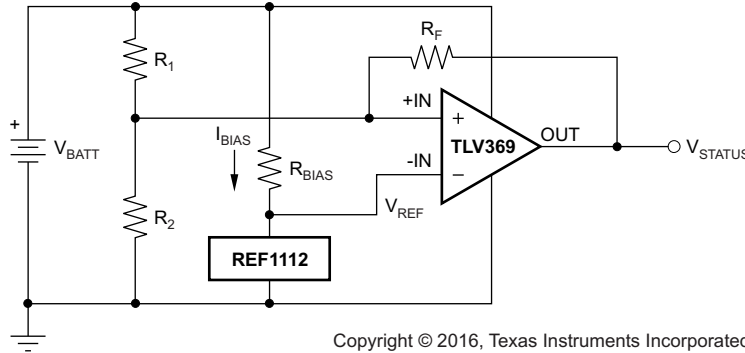 R1
RF
+IN
+
IBIAS
OUT
TLV369
+
VBATT
VSTATUS
RBIAS
-IN
−
R2
VREF
REF1112
Copyright © 2016, Texas Instruments Incorporated